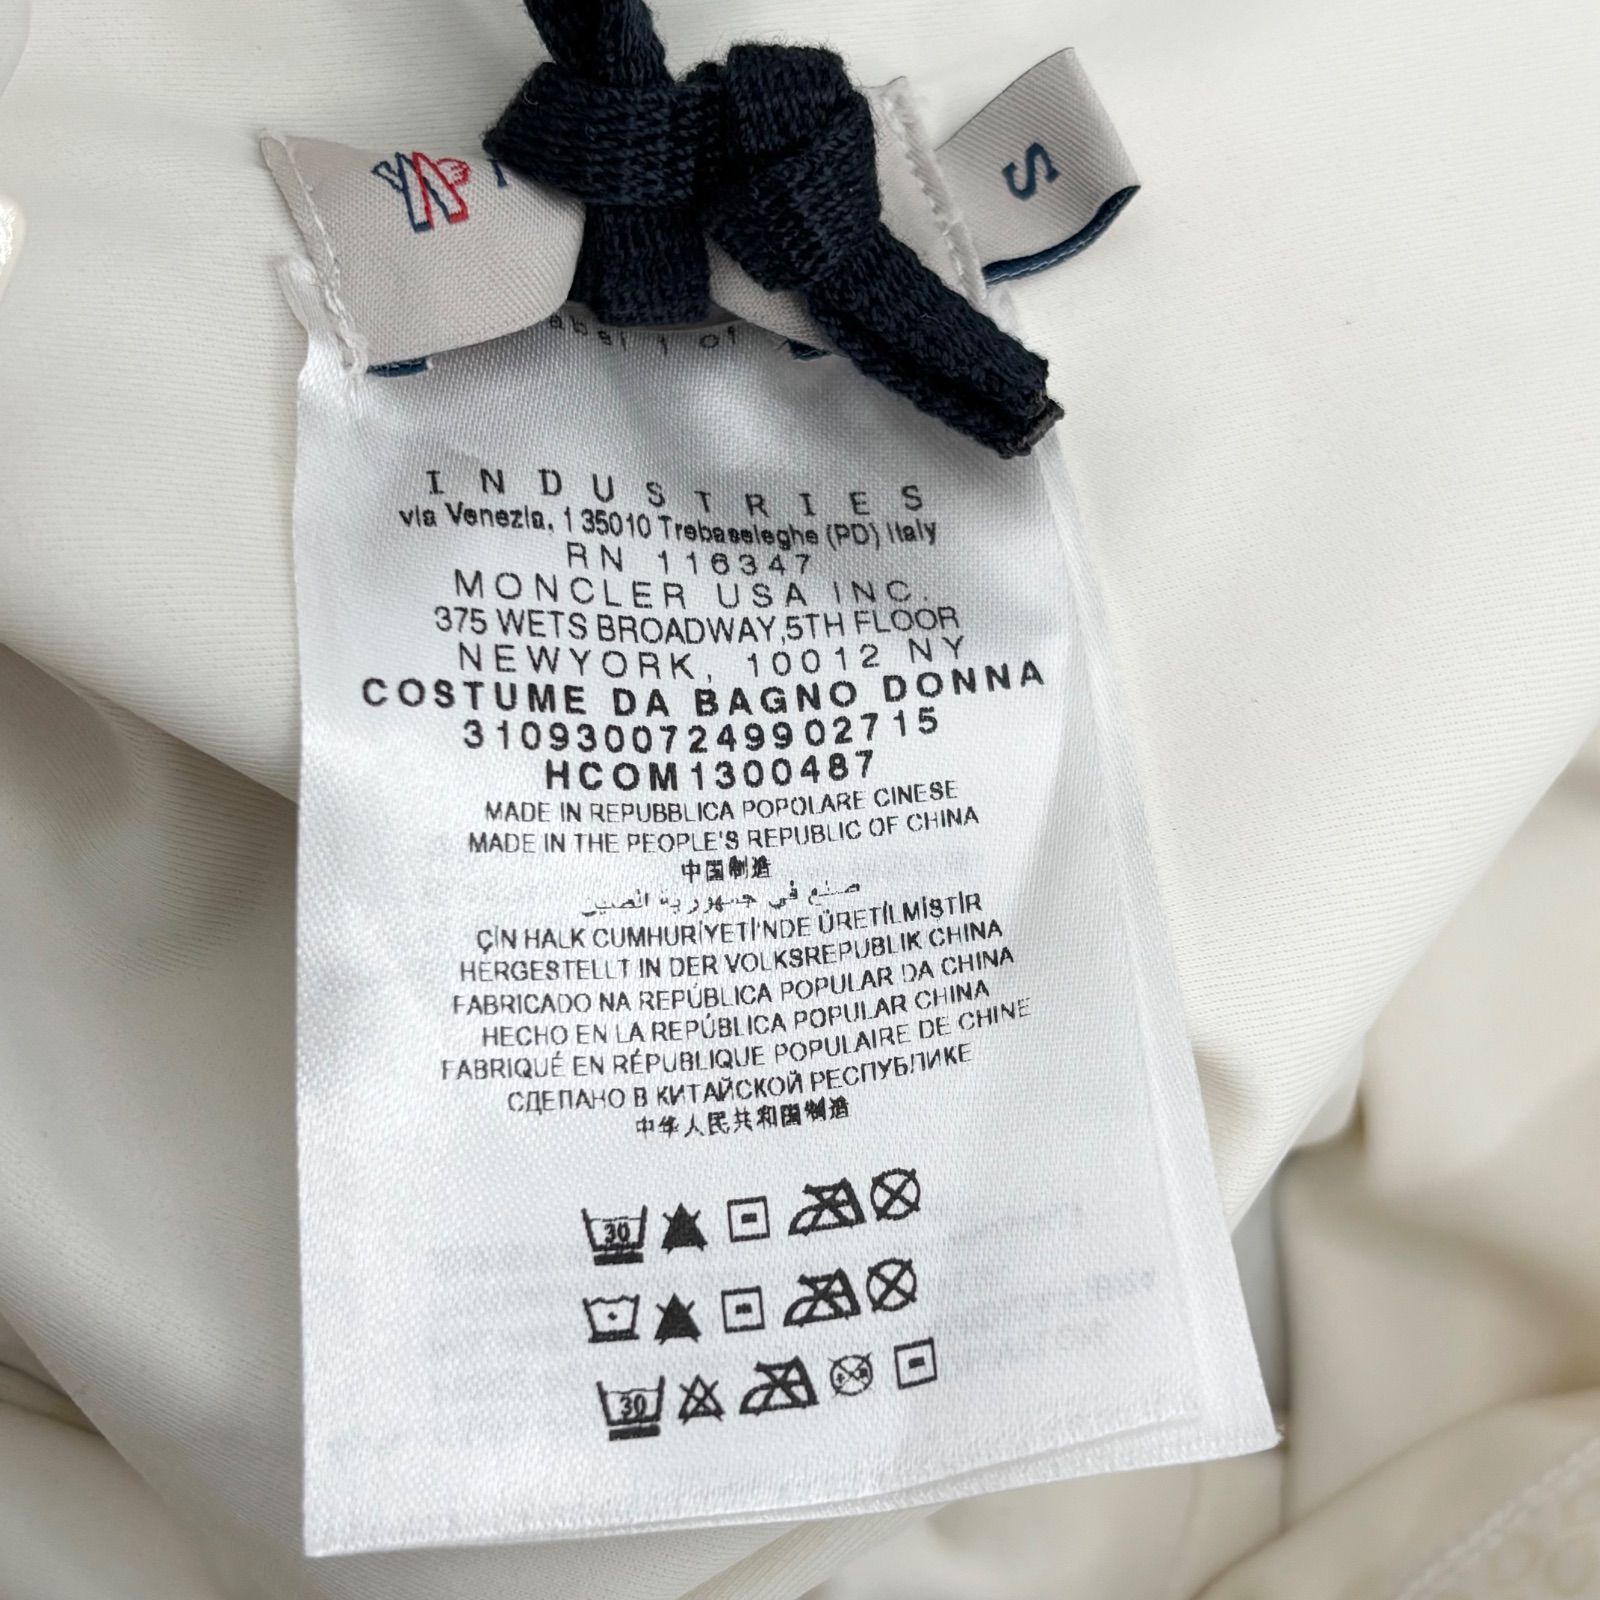 S
INDUSTRIES
via Venezia, 1 35010 Trebaseleghe (PD) Italy
RN 116347
MONCLER USA INC.
375 WETS BROADWAY,5TH FLOOR
NEWYORK, 10012 NY
COSTUME DA BAGNO DONNA
31093007249902715
HCOM1300487
MADE IN REPUBBLICA POPOLARE CINESE
MADE IN THE PEOPLE'S REPUBLIC OF CHINA
中国制造
صنع في جمهورية الصين
ÇİN HALK CUMHURİYETİ'NDE ÜRETİLMİŞTİR
HERGESTELLT IN DER VOLKSREPUBLIK CHINA
FABRICADO NA REPÚBLICA POPULAR DA CHINA
HECHO EN LA REPÚBLICA POPULAR CHINA
FABRIQUÉ EN RÉPUBLIQUE POPULAIRE DE CHINE
СДЕЛАНО В КИТАЙСКОЙ РЕСПУБЛИКЕ
中华人民共和国制造
30
30